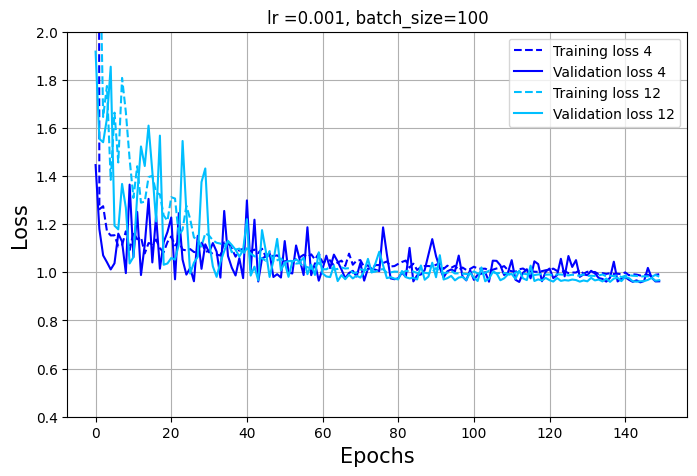 lr =0.001, batch_size=100
Training loss 4
Validation loss 4
Training loss 12
Validation loss 12
Loss
2.0
1.8
1.6
1.4
1.2
1.0
0.8
0.6
0.4
0 20 40 60 80 100 120 140
Epochs